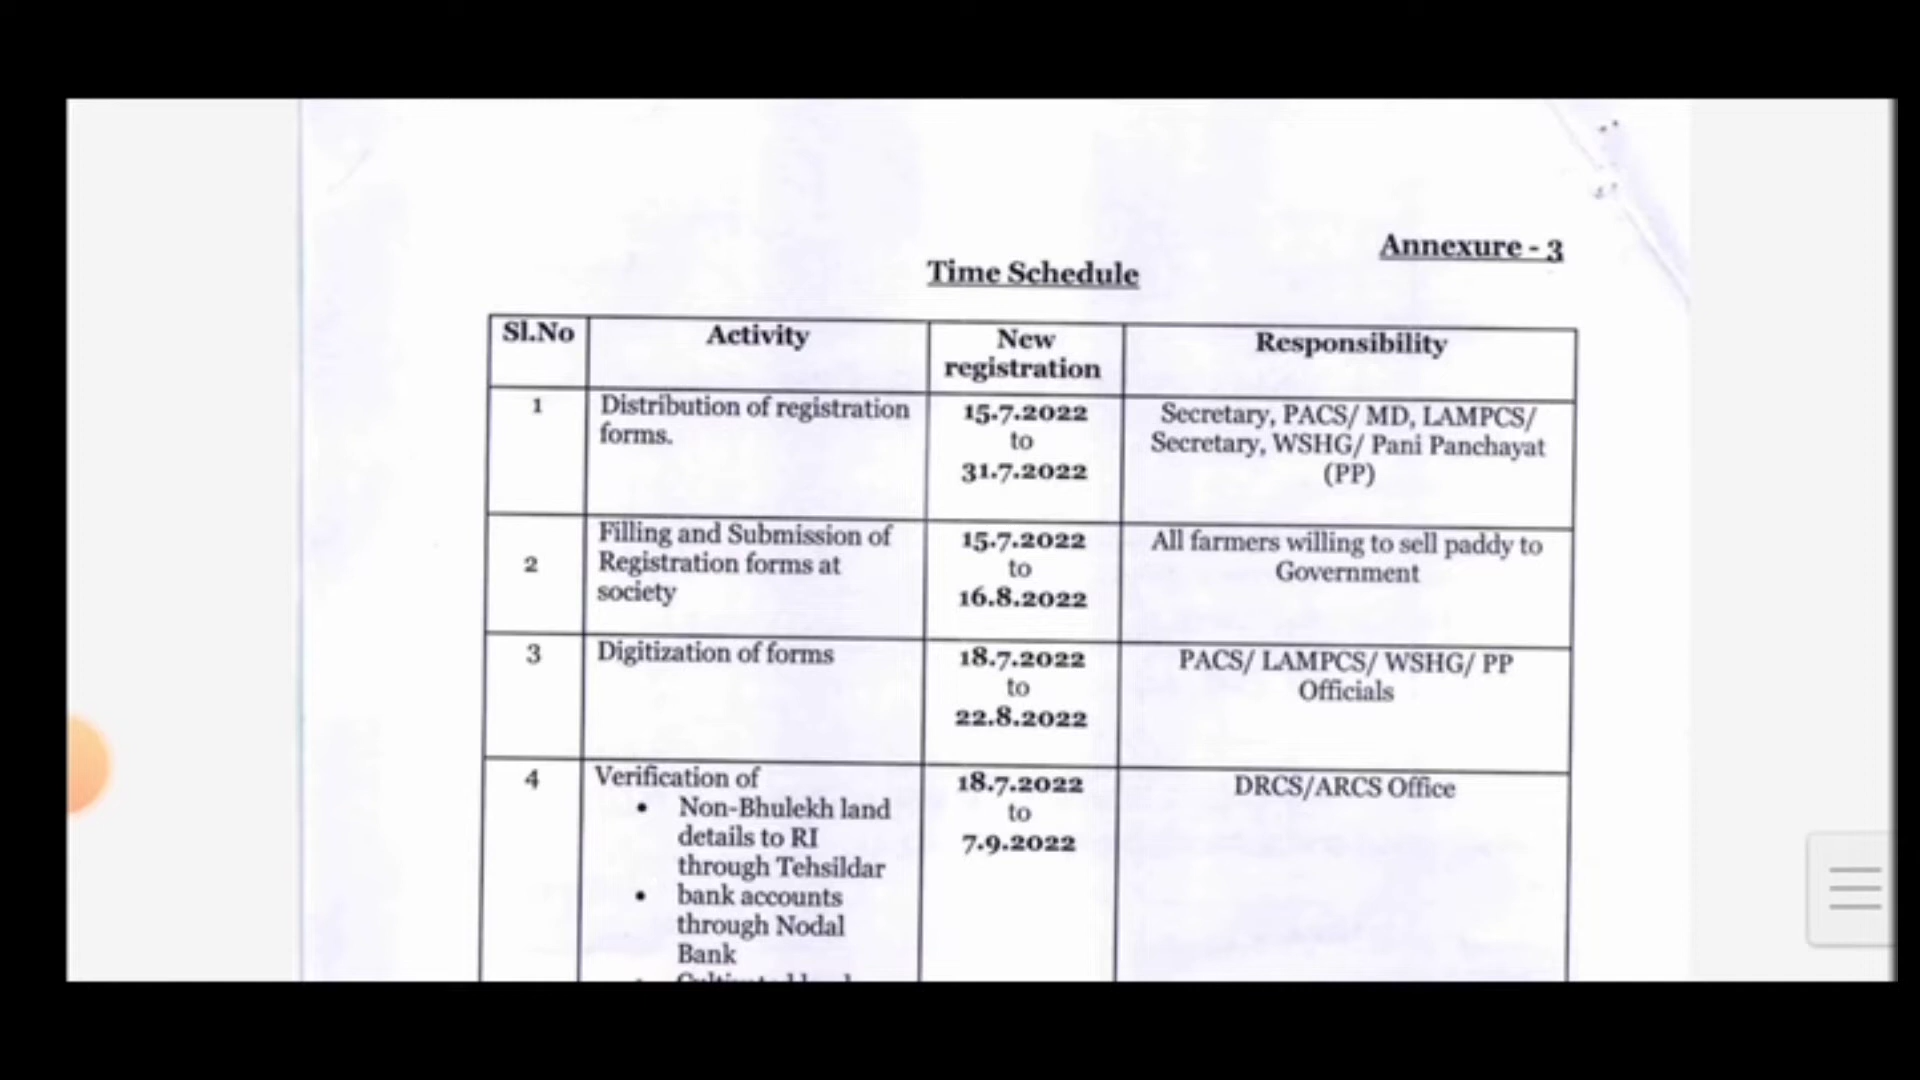 Annexure - 3
Time Schedule
Sl.No
Activity
New
registration
Responsibility
1
Distribution of registration
forms.
15.7.2022
to
31.7.2022
Secretary, PACS/ MD, LAMPCS/
Secretary, WSHG/ Pani Panchayat
(PP)
2
Filling and Submission of
Registration forms at
society
15.7.2022
to
16.8.2022
All farmers willing to sell paddy to
Government
3
Digitization of forms
18.7.2022
to
22.8.2022
PACS/ LAMPCS/ WSHG/ PP
Officials
4
Verification of
• Non-Bhulekh land
details to RI
through Tehsildar
• bank accounts
through Nodal
Bank
18.7.2022
to
7.9.2022
DRCS/ARCS Office